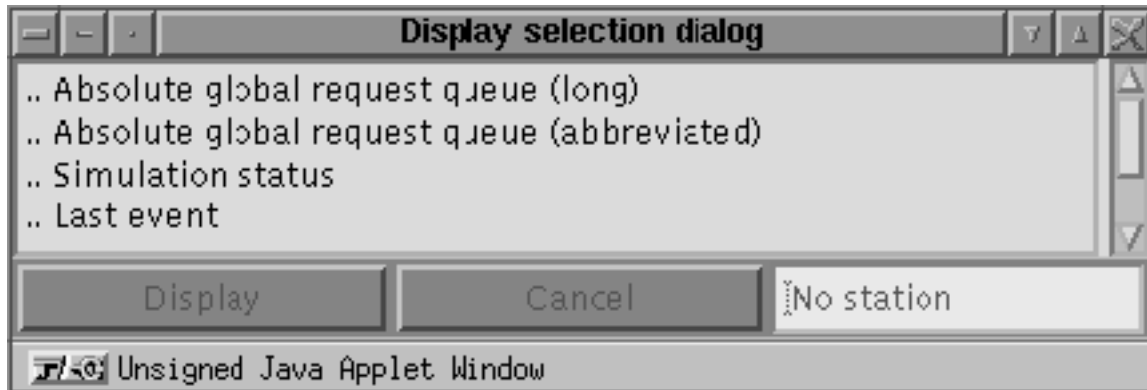 Display selection dialog
.. Absolute global request queue (long)
.. Absolute global request queue (abbreviated)
.. Simulation status
.. Last event
Display Cancel No station
Unsigned Java Applet Window